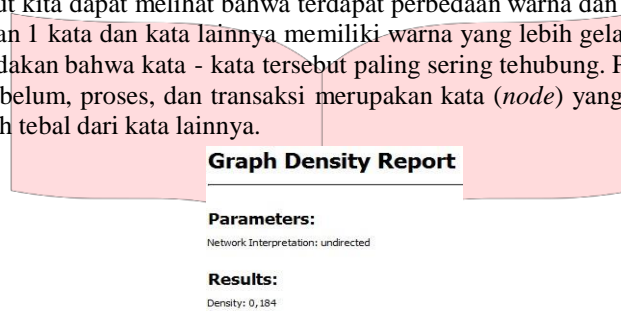 ut kita dapat melihat bahwa terdapat perbedaan warna dan
an 1 kata dan kata lainnya memiliki warna yang lebih gela
dakan bahwa kata - kata tersebut paling sering tehubung. P
belum, proses, dan transaksi merupakan kata (node) yang
h tebal dari kata lainnya.
Graph Density Report
Parameters:
Network Interpretation: undirected
Results:
Density: 0,184